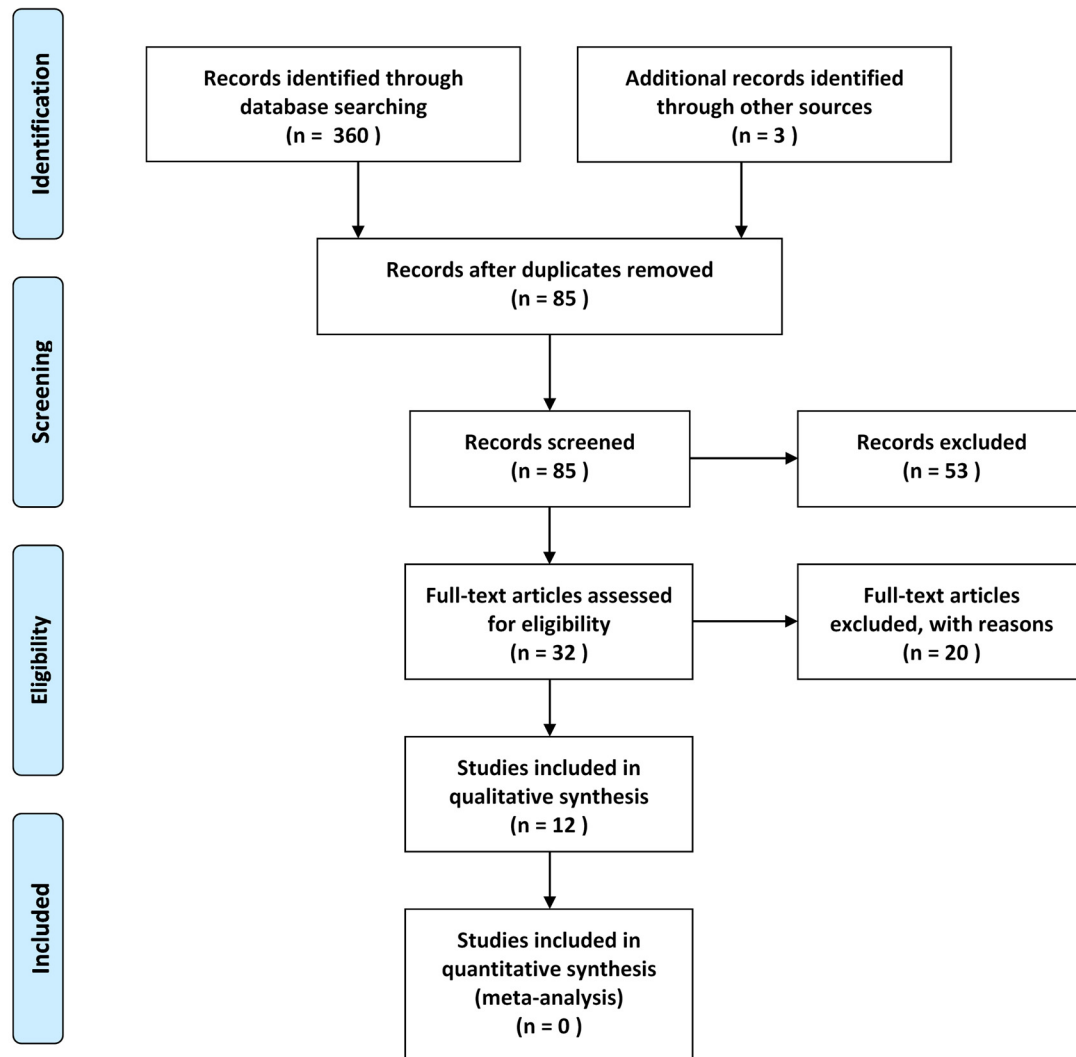 Identification
Records identified through
database searching
(n = 360 )
Additional records identified
through other sources
(n = 3 )
Screening
Records after duplicates removed
(n = 85 )
Records screened
(n = 85 )
Records excluded
(n = 53 )
Eligibility
Full-text articles assessed
for eligibility
(n = 32 )
Full-text articles
excluded, with reasons
(n = 20 )
Studies included in
qualitative synthesis
(n = 12 )
Included
Studies included in
quantitative synthesis
(meta-analysis)
(n = 0 )